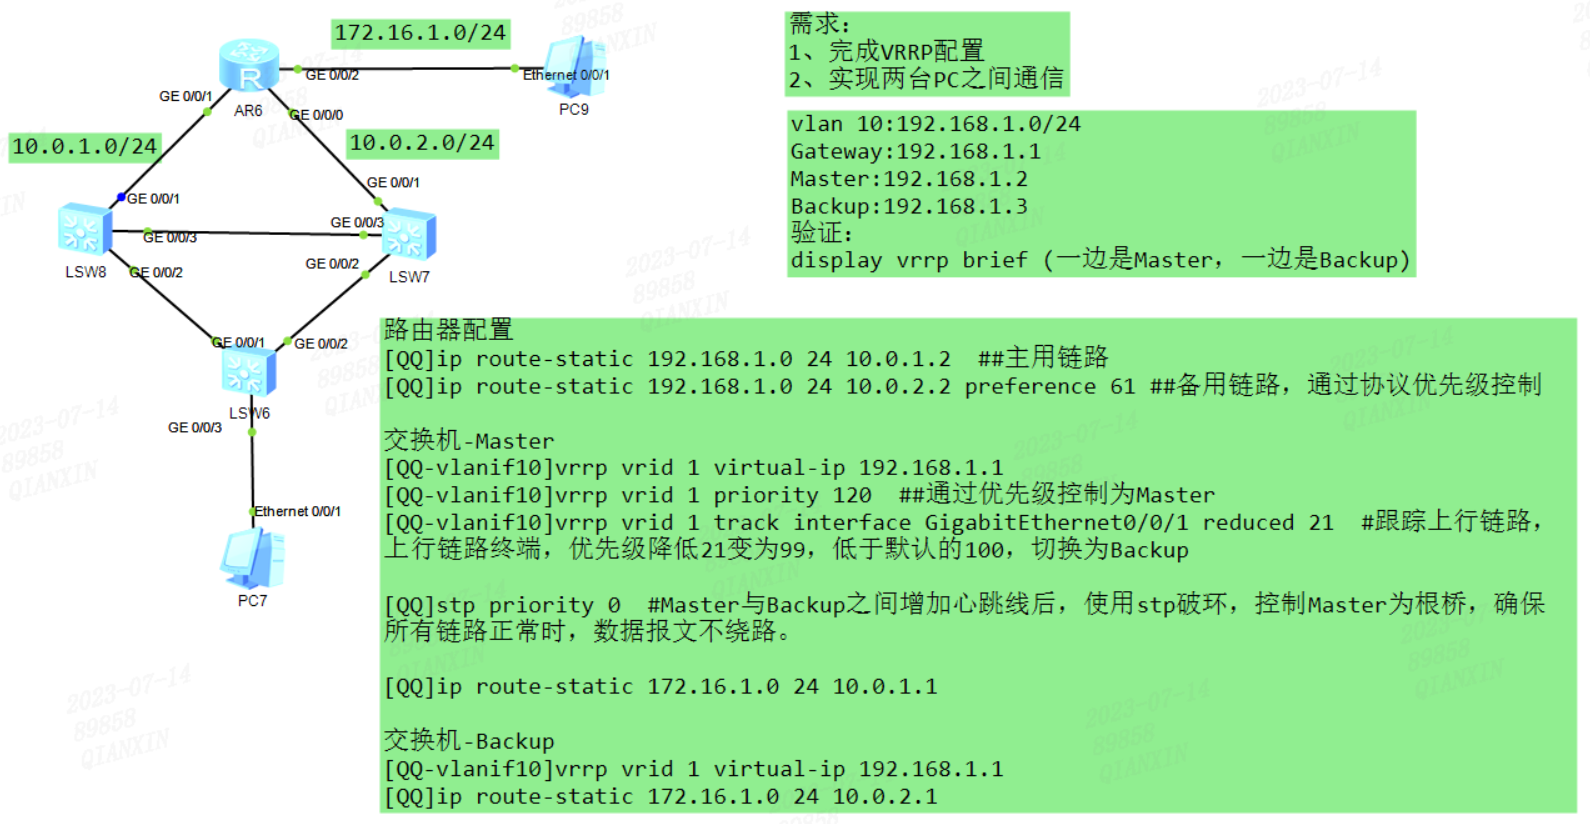 172.16.1.0/24
GE 0/0/2
Ethernet 0/0/1
PC9
GE 0/0/1
AR6
GE 0/0/0
10.0.1.0/24
10.0.2.0/24
GE 0/0/1
GE 0/0/1
GE 0/0/3
GE 0/0/3
LSW8
GE 0/0/2
GE 0/0/2
LSW7
GE 0/0/1
GE 0/0/2
LSW6
GE 0/0/3
Ethernet 0/0/1
PC7
需求：
1、完成VRRP配置
2、实现两台PC之间通信
vlan 10:192.168.1.0/24
Gateway:192.168.1.1
Master:192.168.1.2
Backup:192.168.1.3
验证：
display vrrp brief (一边是Master，一边是Backup)
路由器配置
[QQ]ip route-static 192.168.1.0 24 10.0.1.2  ##主用链路
[QQ]ip route-static 192.168.1.0 24 10.0.2.2 preference 61 ##备用链路，通过协议优先级控制
交换机-Master
[QQ-vlanif10]vrrp vrid 1 virtual-ip 192.168.1.1
[QQ-vlanif10]vrrp vrid 1 priority 120  ##通过优先级控制为Master
[QQ-vlanif10]vrrp vrid 1 track interface GigabitEthernet0/0/1 reduced 21  #跟踪上行链路，
上行链路终端，优先级降低21变为99，低于默认的100，切换为Backup
[QQ]stp priority 0  #Master与Backup之间增加心跳线后，使用stp破环，控制Master为根桥，确保
所有链路正常时，数据报文不绕路。
[QQ]ip route-static 172.16.1.0 24 10.0.1.1
交换机-Backup
[QQ-vlanif10]vrrp vrid 1 virtual-ip 192.168.1.1
[QQ]ip route-static 172.16.1.0 24 10.0.2.1
2023-07-14
89858
QIANXIN